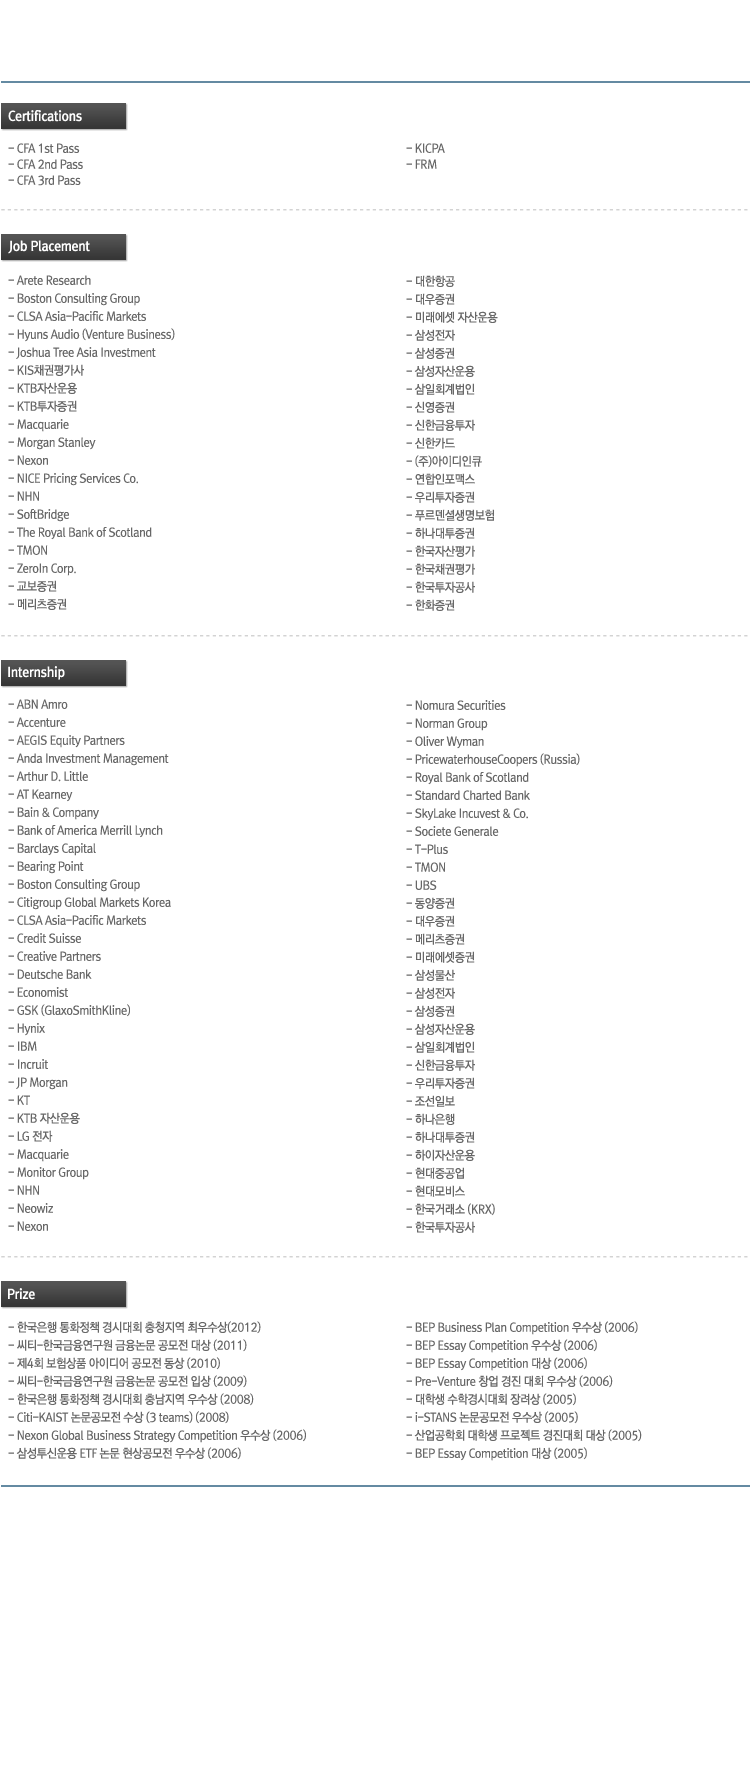 Certifications
- CFA 1st Pass
- CFA 2nd Pass
- CFA 3rd Pass
- KICPA
- FRM
Job Placement
- Arete Research
- Boston Consulting Group
- CLSA Asia-Pacific Markets
- Hyuns Audio (Venture Business)
- Joshua Tree Asia Investment
- KIS채권평가사
- KTB자산운용
- KTB투자증권
- Macquarie
- Morgan Stanley
- Nexon
- NICE Pricing Services Co.
- NHN
- SoftBridge
- The Royal Bank of Scotland
- TMON
- ZeroIn Corp.
- 교보증권
- 메리츠증권
- 대한항공
- 대우증권
- 미래에셋 자산운용
- 삼성전자
- 삼성증권
- 삼성자산운용
- 삼일회계법인
- 신영증권
- 신한금융투자
- 신한카드
- (주)아이디인큐
- 연합인포맥스
- 우리투자증권
- 푸르덴셜생명보험
- 하나대투증권
- 한국자산평가
- 한국채권평가
- 한국투자공사
- 한화증권
Internship
- ABN Amro
- Accenture
- AEGIS Equity Partners
- Anda Investment Management
- Arthur D. Little
- AT Kearney
- Bain & Company
- Bank of America Merrill Lynch
- Barclays Capital
- Bearing Point
- Boston Consulting Group
- Citigroup Global Markets Korea
- CLSA Asia-Pacific Markets
- Credit Suisse
- Creative Partners
- Deutsche Bank
- Economist
- GSK (GlaxoSmithKline)
- Hynix
- IBM
- Incruit
- JP Morgan
- KT
- KTB 자산운용
- LG 전자
- Macquarie
- Monitor Group
- NHN
- Neowiz
- Nexon
- Nomura Securities
- Norman Group
- Oliver Wyman
- PricewaterhouseCoopers (Russia)
- Royal Bank of Scotland
- Standard Charted Bank
- SkyLake Incuvest & Co.
- Societe Generale
- T-Plus
- TMON
- UBS
- 동양증권
- 대우증권
- 메리츠증권
- 미래에셋증권
- 삼성물산
- 삼성전자
- 삼성증권
- 삼성자산운용
- 삼일회계법인
- 신한금융투자
- 우리투자증권
- 조선일보
- 하나은행
- 하나대투증권
- 하이자산운용
- 현대중공업
- 현대모비스
- 한국거래소 (KRX)
- 한국투자공사
Prize
- 한국은행 통화정책 경시대회 충청지역 최우수상(2012)
- 씨티-한국금융연구원 금융논문 공모전 대상 (2011)
- 제4회 보험상품 아이디어 공모전 동상 (2010)
- 씨티-한국금융연구원 금융논문 공모전 입상 (2009)
- 한국은행 통화정책 경시대회 충남지역 우수상 (2008)
- Citi-KAIST 논문공모전 수상 (3 teams) (2008)
- Nexon Global Business Strategy Competition 우수상 (2006)
- 삼성투신운용 ETF 논문 현상공모전 우수상 (2006)
- BEP Business Plan Competition 우수상 (2006)
- BEP Essay Competition 우수상 (2006)
- BEP Essay Competition 대상 (2006)
- Pre-Venture 창업 경진 대회 우수상 (2006)
- 대학생 수학경시대회 장려상 (2005)
- i-STANS 논문공모전 우수상 (2005)
- 산업공학회 대학생 프로젝트 경진대회 대상 (2005)
- BEP Essay Competition 대상 (2005)